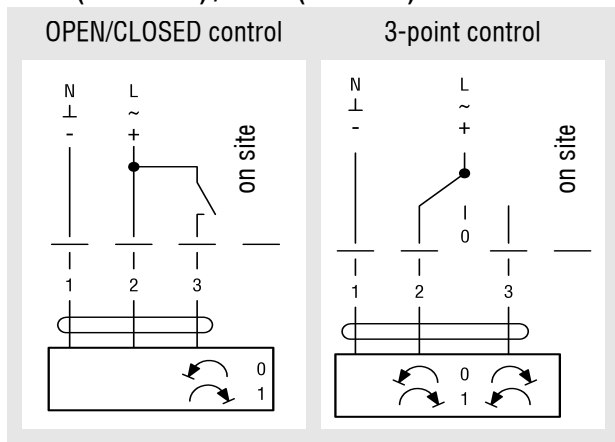 OPEN/CLOSED control
3-point control
N
L
⊥
~
-
+
on site
1
2
3
0
1
N
L
⊥
~
-
+
on site
0
1
2
3
0
1